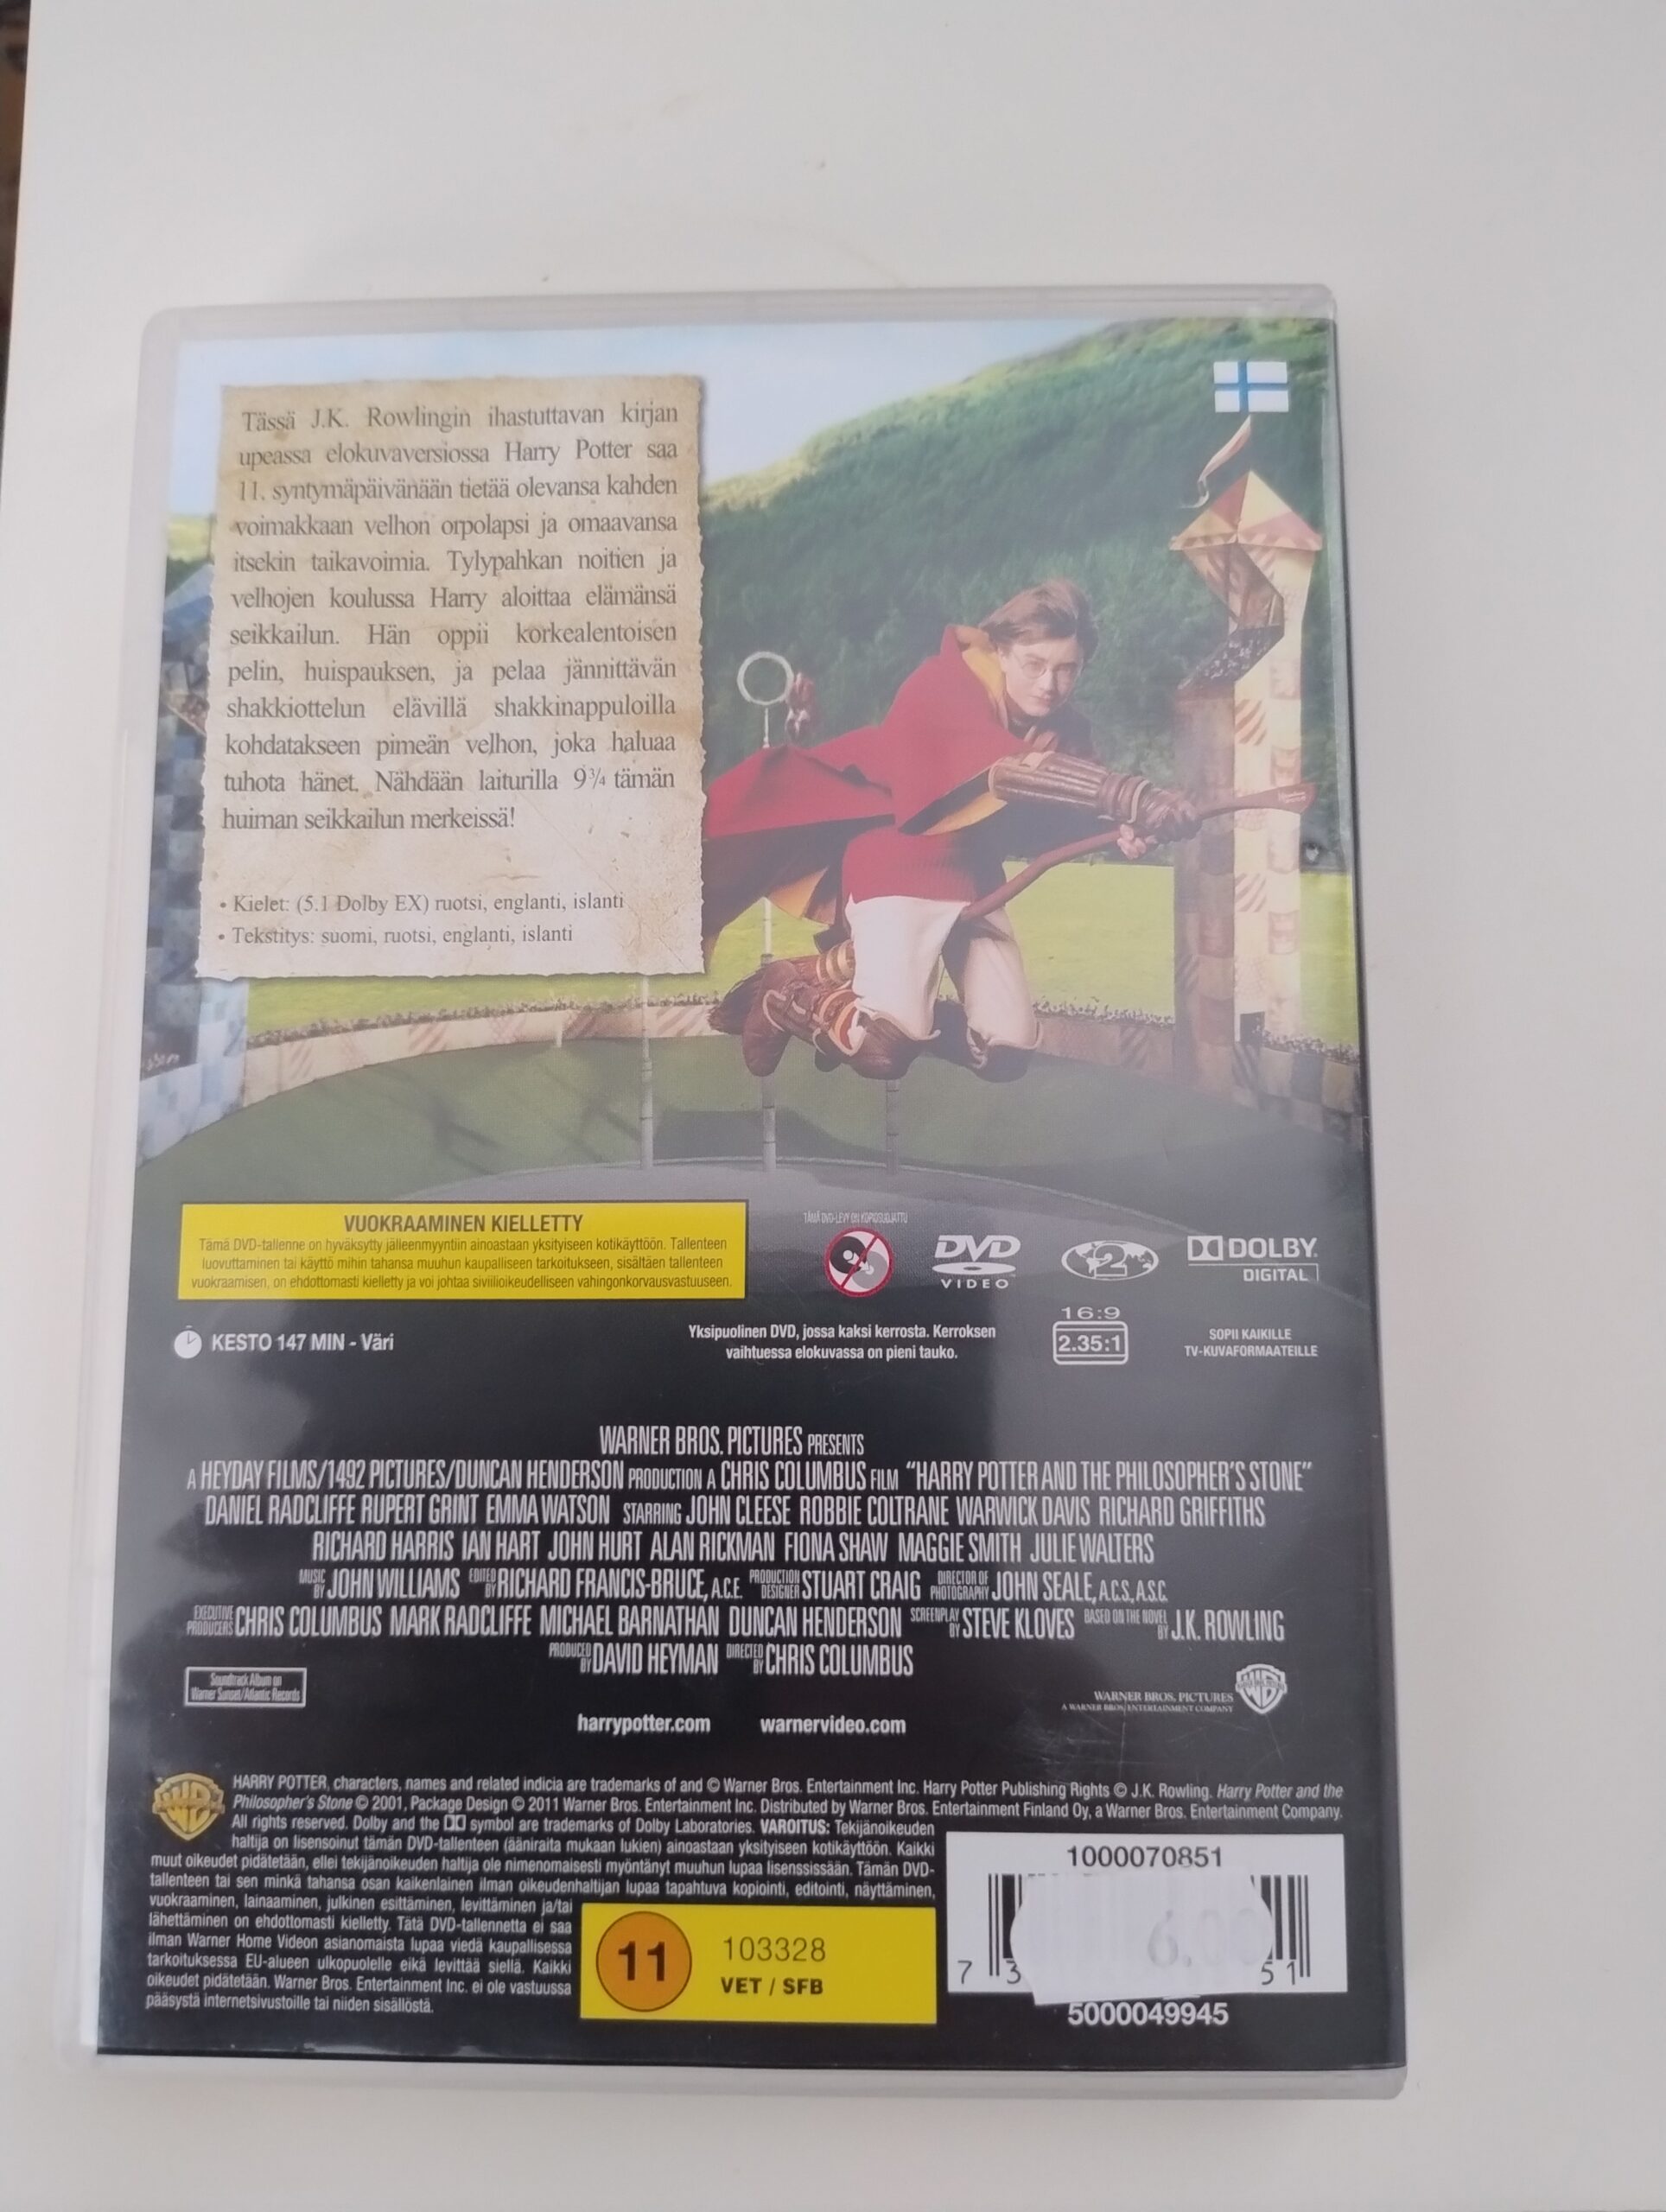 Tässä J.K. Rowlingin ihastuttavan kirjan
upeassa elokuvaversiossa Harry Potter saa
11. syntymäpäivänään tietää olevansa kahden
voimakkaan velhon orpolapsi ja omaavansa
itsekin taikavoimia. Tylypahkan noitien ja
velhojen koulussa Harry aloittaa elämänsä
seikkailun. Hän oppii korkealentoisen
pelin, huispauksen, ja pelaa jännittävän
shakkiottelun elävillä shakkinappuloilla
kohdatakseen pimeän velhon, joka haluaa
tuhota hänet. Nähdään laiturilla 9¾ tämän
huiman seikkailun merkeissä!
• Kielet: (5.1 Dolby EX) ruotsi, englanti, islanti
• Tekstitys: suomi, ruotsi, englanti, islanti
VUOKRAAMINEN KIELLETTY
Tämä DVD-tallenne on hyväksytty jälleenmyyntiin ainoastaan yksityiseen kotikäyttöön. Tallenteen
luovuttaminen tai käyttö mihin tahansa muuhun kaupalliseen tarkoitukseen, sisältäen tallenteen
vuokraamisen, on ehdottomasti kielletty ja voi johtaa siviilioikeudelliseen vahingonkorvausvastuuseen.
TÄMÄ DVD-LEVY ON KOPIOSUOJATTU
DVD
VIDEO
2
DOLBY
DIGITAL
KESTO 147 MIN - Väri
Yksipuolinen DVD, jossa kaksi kerrosta. Kerroksen
vaihtuessa elokuvassa on pieni tauko.
16:9
2.35:1
SOPII KAIKILLE
TV-KUVAFORMAATEILLE
WARNER BROS. PICTURES PRESENTS
A HEYDAY FILMS/1492 PICTURES/DUNCAN HENDERSON PRODUCTION A CHRIS COLUMBUS FILM "HARRY POTTER AND THE PHILOSOPHER'S STONE"
DANIEL RADCLIFFE RUPERT GRINT EMMA WATSON STARRING JOHN CLEESE ROBBIE COLTRANE WARWICK DAVIS RICHARD GRIFFITHS
RICHARD HARRIS IAN HART JOHN HURT ALAN RICKMAN FIONA SHAW MAGGIE SMITH JULIE WALTERS
MUSIC BY JOHN WILLIAMS EDITED BY RICHARD FRANCIS-BRUCE, A.C.E. PRODUCTION DESIGNER STUART CRAIG DIRECTOR OF PHOTOGRAPHY JOHN SEALE, A.C.S., A.S.C.
EXECUTIVE PRODUCERS CHRIS COLUMBUS MARK RADCLIFFE MICHAEL BARNATHAN DUNCAN HENDERSON SCREENPLAY BY STEVE KLOVES BASED ON THE NOVEL BY J.K. ROWLING
PRODUCED BY DAVID HEYMAN DIRECTED BY CHRIS COLUMBUS
Soundtrack Album on
Warner Sunset/Atlantic Records
WARNER BROS. PICTURES
A WARNER BROS. ENTERTAINMENT COMPANY
harrypotter.com warnervideo.com
HARRY POTTER, characters, names and related indicia are trademarks of and © Warner Bros. Entertainment Inc. Harry Potter Publishing Rights © J.K. Rowling. Harry Potter and the
Philosopher's Stone © 2001, Package Design © 2011 Warner Bros. Entertainment Inc. Distributed by Warner Bros. Entertainment Finland Oy, a Warner Bros. Entertainment Company.
All rights reserved. Dolby and the DD symbol are trademarks of Dolby Laboratories. VAROITUS: Tekijänoikeuden
haltija on lisensoinut tämän DVD-tallenteen (ääniraita mukaan lukien) ainoastaan yksityiseen kotikäyttöön. Kaikki
muut oikeudet pidätetään, ellei tekijänoikeuden haltija ole nimenomaisesti myöntänyt muuhun lupaa lisenssissään. Tämän DVD-
tallenteen tai sen minkä tahansa osan kaikenlainen ilman oikeudenhaltijan lupaa tapahtuva kopiointi, editointi, näyttäminen,
vuokraaminen, lainaaminen, julkinen esittäminen, levittäminen ja/tai
lähettäminen on ehdottomasti kielletty. Tätä DVD-tallennetta ei saa
ilman Warner Home Videon asianomaista lupaa viedä kaupallisessa
tarkoituksessa EU-alueen ulkopuolelle eikä levittää siellä. Kaikki
oikeudet pidätetään. Warner Bros. Entertainment Inc. ei ole vastuussa
pääsystä internetsivustoille tai niiden sisällöstä.
11
103328
VET / SFB
1000070851
7 3 51
5000049945